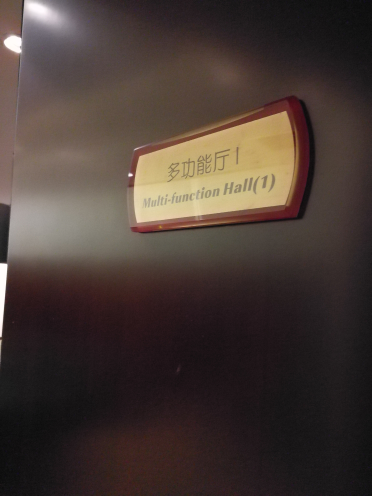 多功能厅1
Multi-function Hall(1)